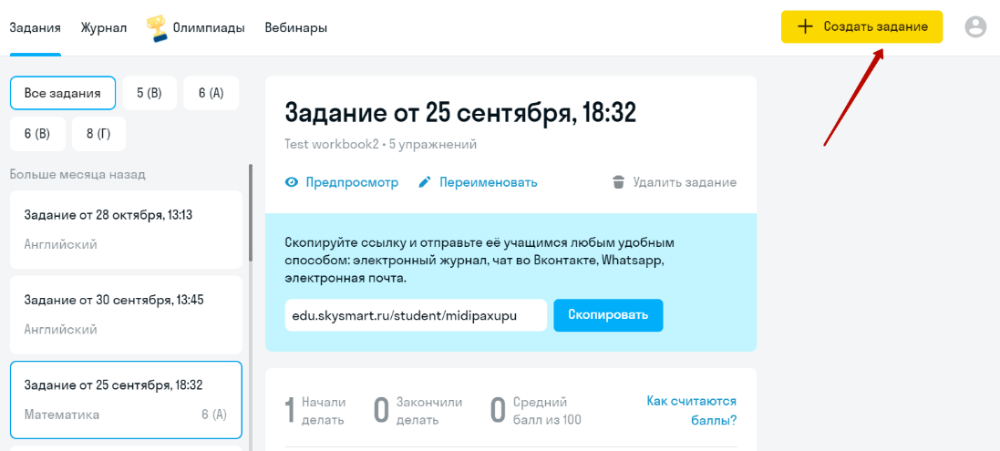 Задания Журнал Олимпиады Вебинары Создать задание
Все задания 5 (В) 6 (А)
6 (В) 8 (Г)
Больше месяца назад
Задание от 28 октября, 13:13
Английский
Задание от 30 сентября, 13:45
Английский
Задание от 25 сентября, 18:32
Математика 6 (А)
Задание от 25 сентября, 18:32
Test workbook2 • 5 упражнений
Предпросмотр Переименовать Удалить задание
Скопируйте ссылку и отправьте её учащимся любым удобным
способом: электронный журнал, чат во Вконтакте, Whatsapp,
электронная почта.
edu.skysmart.ru/student/midipaxupu Скопировать
1 Начали
делать
0 Закончили
делать
0 Средний
балл из 100
Как считаются
баллы?